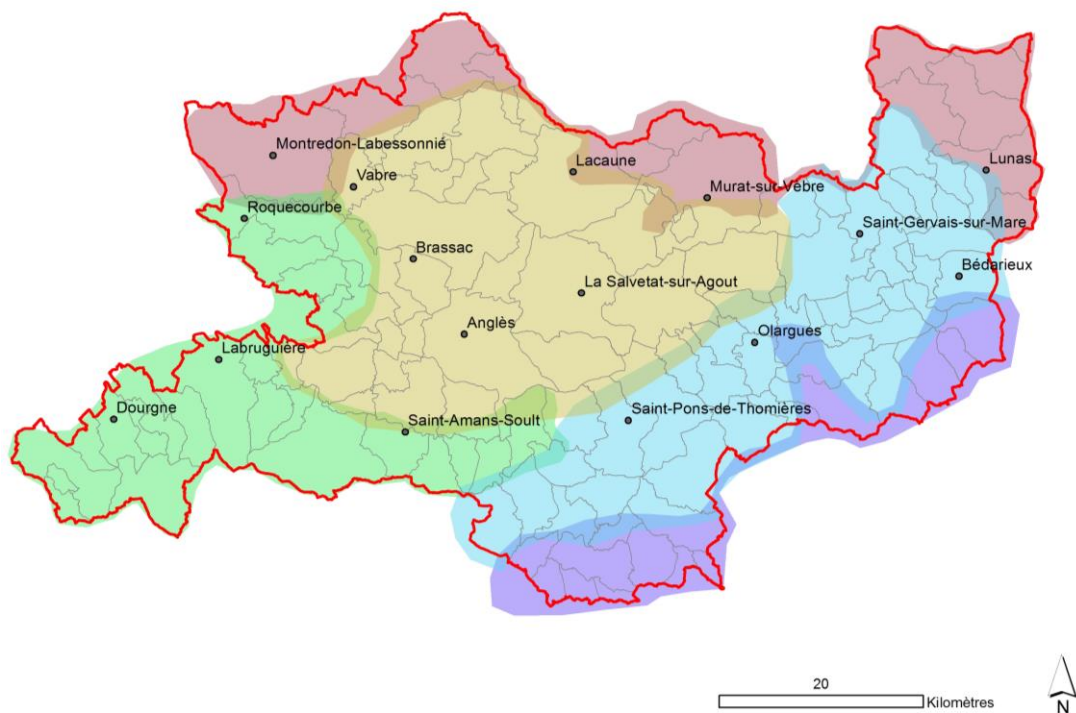 Montredon-Labessonnié
Lacaune
Lunas
Vabre
Murat-sur-Vèbre
Roquecourbe
Saint-Gervais-sur-Mare
Brassac
Bédarieux
La Salvetat-sur-Agout
Anglès
Olargues
Labruguière
Dourgne
Saint-Amans-Soult
Saint-Pons-de-Thomières
20
Kilomètres
N